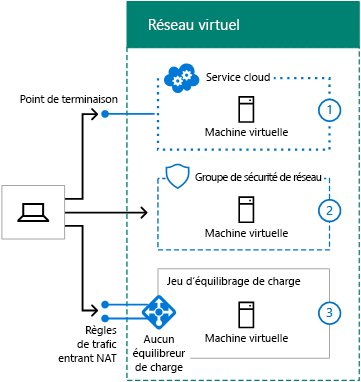 Réseau virtuel
Service cloud
Point de terminaison
Machine virtuelle
1
Groupe de sécurité de réseau
Machine virtuelle
2
Jeu d'équilibrage de charge
Machine virtuelle
3
Règles
de trafic
entrant NAT
Aucun
équilibreur
de charge